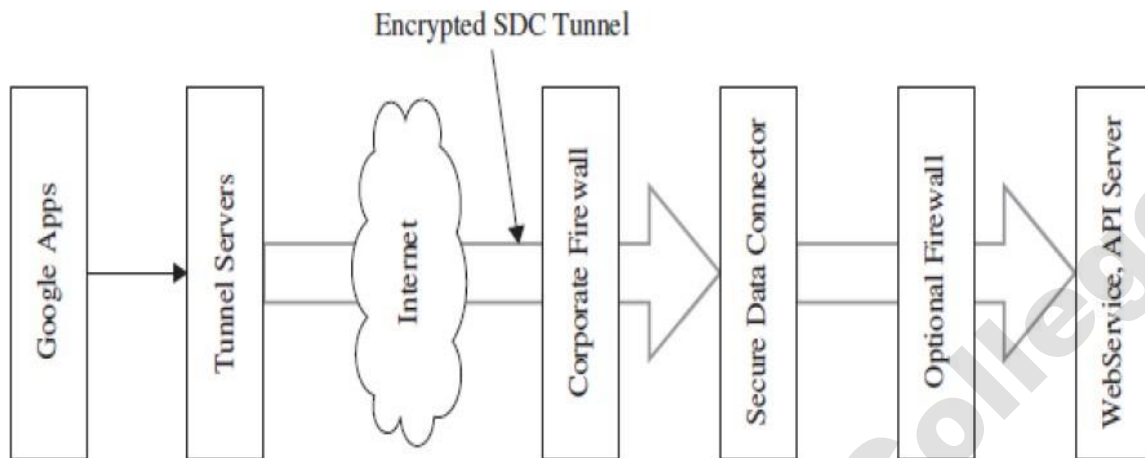 Encrypted SDC Tunnel
Google Apps
Tunnel Servers
Internet
Corporate Firewall
Secure Data Connector
Optional Firewall
WebService, API Server